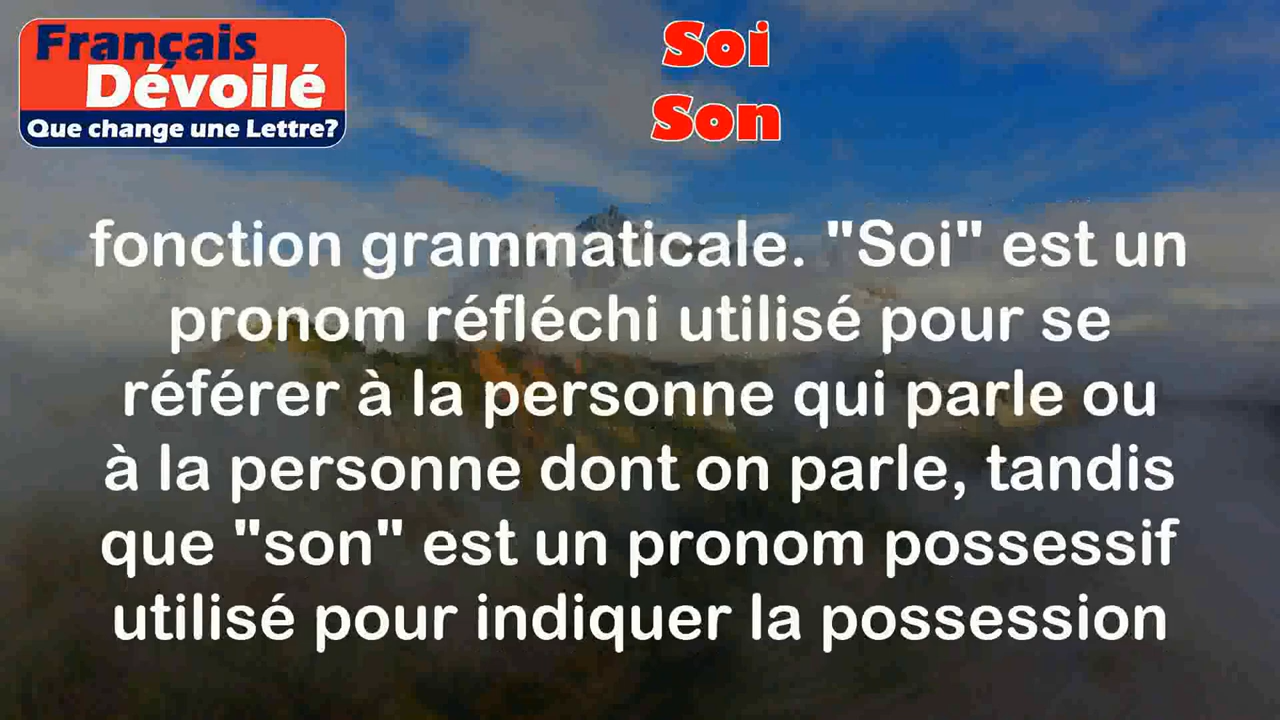 Français
Dévoilé
Que change une Lettre?
Soi
Son
fonction grammaticale. "Soi" est un
pronom réfléchi utilisé pour se
référer à la personne qui parle ou
à la personne dont on parle, tandis
que "son" est un pronom possessif
utilisé pour indiquer la possession